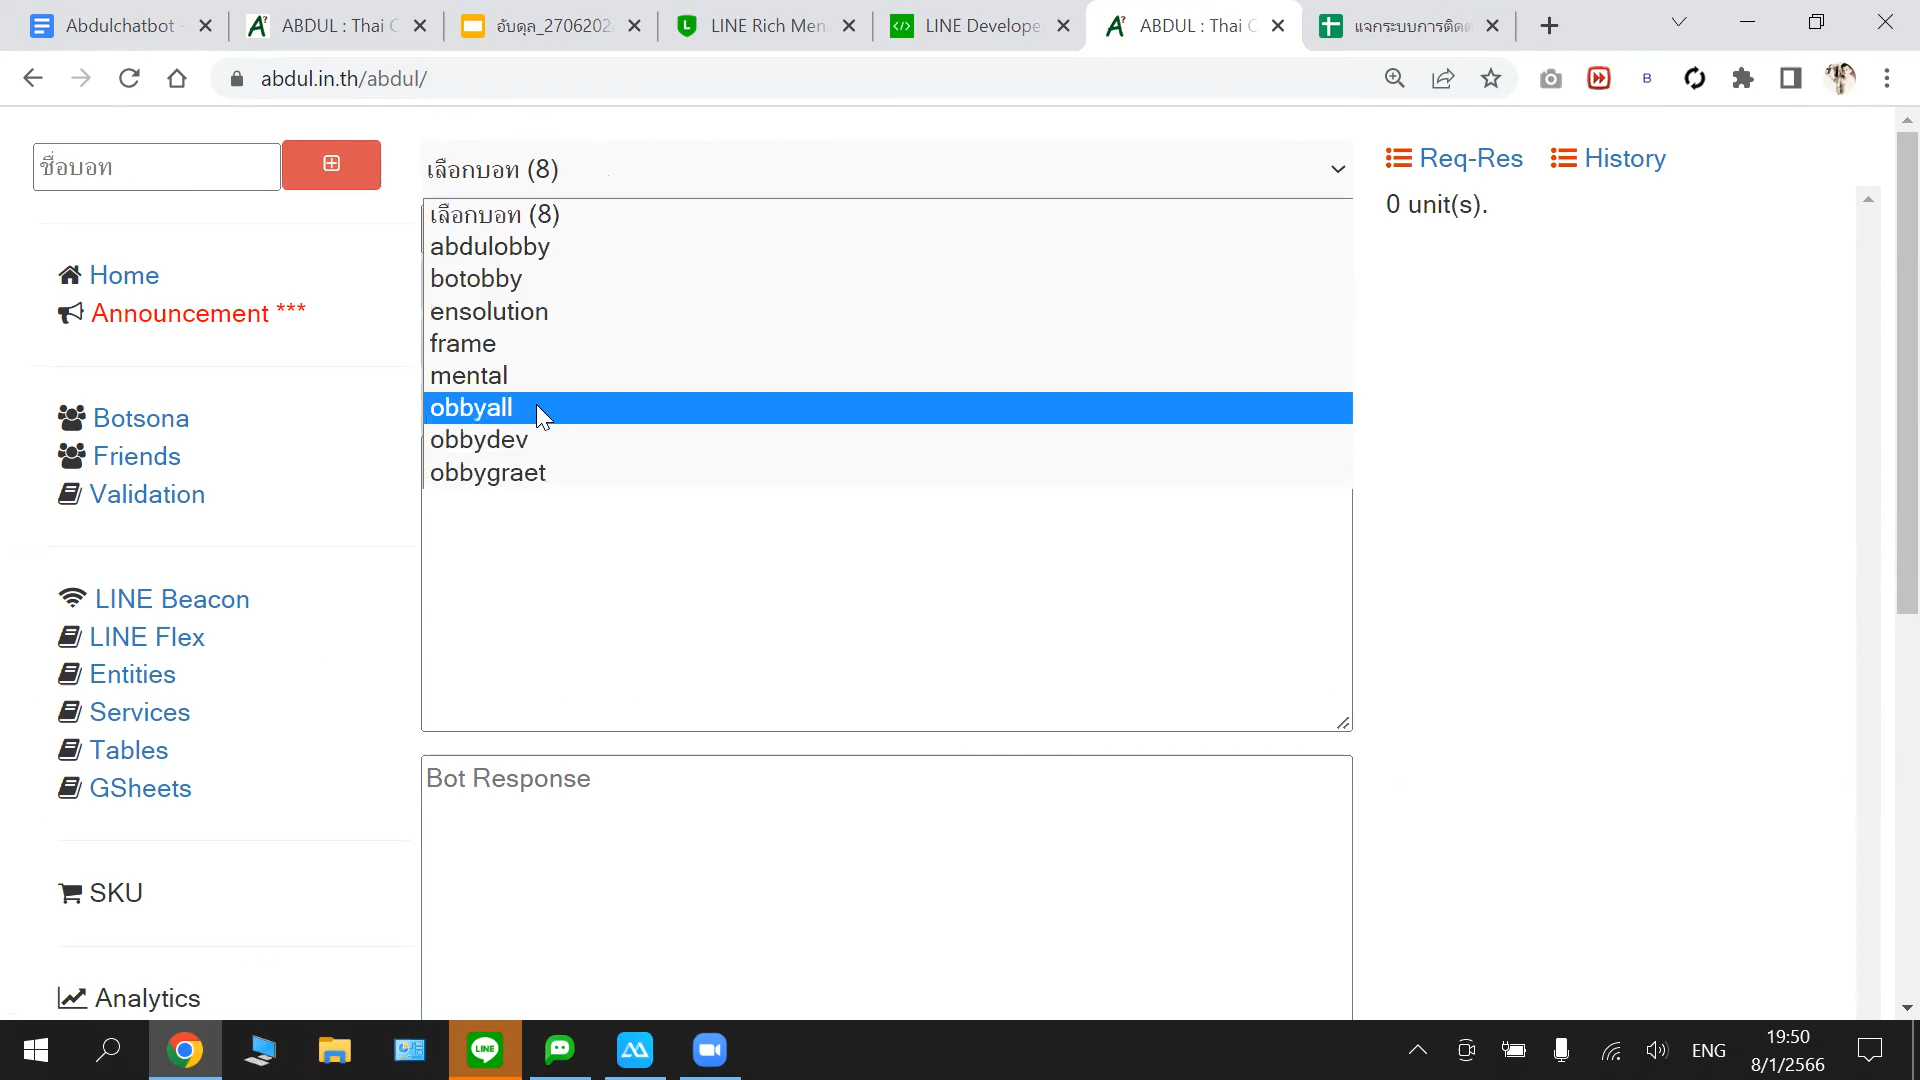 Abdulchatbot -
ABDUL : Thai C
อับดุล_2706202
LINE Rich Men
LINE Develope
ABDUL : Thai C
แจกระบบการติดต
abdul.in.th/abdul/
ชื่อบอท
เลือกบอท (8)
Req-Res
History
0 unit(s).
เลือกบอท (8)
abdulobby
botobby
ensolution
frame
mental
obbyall
obbydev
obbygraet
Home
Announcement ***
Botsona
Friends
Validation
LINE Beacon
LINE Flex
Entities
Services
Tables
GSheets
Bot Response
SKU
Analytics
LINE
ENG
19:50
8/1/2566